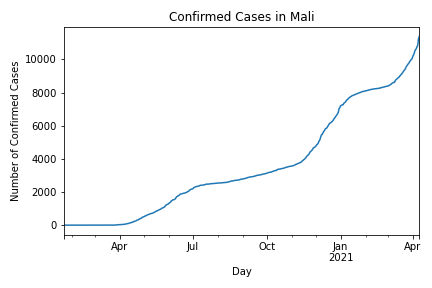 Confirmed Cases in Mali
Number of Confirmed Cases
10000
8000
6000
4000
2000
0
Apr Jul Oct Jan Apr
2021
Day